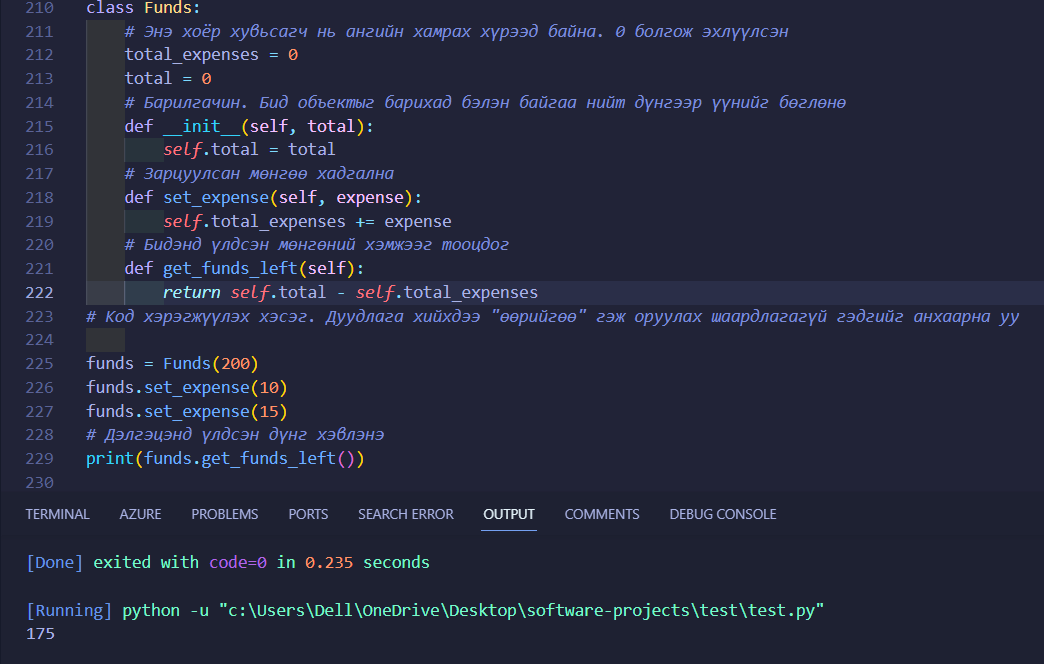 210 class Funds:
211 # Энэ хоёр хувьсагч нь ангийн хамрах хүрээд байна. 0 болгож эхлүүлсэн
212 total_expenses = 0
213 total = 0
214 # Барилгачин. Бид объектыг барихад бэлэн байгаа нийт дүнгээр үүнийг бөглөнө
215 def __init__(self, total):
216 self.total = total
217 # Зарцуулсан мөнгөө хадгална
218 def set_expense(self, expense):
219 self.total_expenses += expense
220 # Бидэнд үлдсэн мөнгөний хэмжээг тооцдог
221 def get_funds_left(self):
222 return self.total - self.total_expenses
223 # Код хэрэгжүүлэх хэсэг. Дуудлага хийхдээ "өөрийгөө" гэж оруулах шаардлагагүй гэдгийг анхаарна уу
224
225 funds = Funds(200)
226 funds.set_expense(10)
227 funds.set_expense(15)
228 # Дэлгэцэнд үлдсэн дүнг хэвлэнэ
229 print(funds.get_funds_left())
230
TERMINAL AZURE PROBLEMS PORTS SEARCH ERROR OUTPUT COMMENTS DEBUG CONSOLE
[Done] exited with code=0 in 0.235 seconds
[Running] python -u "c:\Users\Dell\OneDrive\Desktop\software-projects\test\test.py"
175